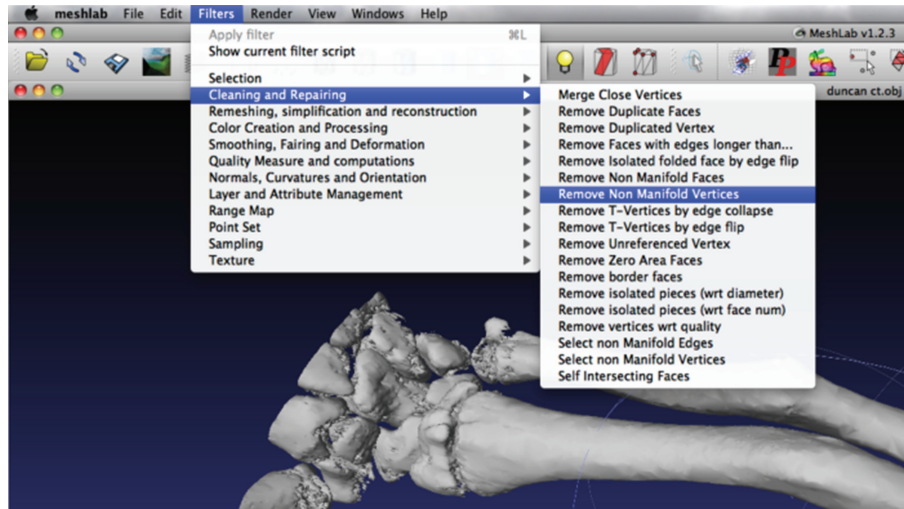 meshlab File Edit Filters Render View Windows Help
MeshLab v1.2.3
duncan ct.obj
Apply filter ⌘L
Show current filter script
Selection
Cleaning and Repairing
Remeshing, simplification and reconstruction
Color Creation and Processing
Smoothing, Fairing and Deformation
Quality Measure and computations
Normals, Curvatures and Orientation
Layer and Attribute Management
Range Map
Point Set
Sampling
Texture
Merge Close Vertices
Remove Duplicate Faces
Remove Duplicated Vertex
Remove Faces with edges longer than...
Remove Isolated folded face by edge flip
Remove Non Manifold Faces
Remove Non Manifold Vertices
Remove T-Vertices by edge collapse
Remove T-Vertices by edge flip
Remove Unreferenced Vertex
Remove Zero Area Faces
Remove border faces
Remove isolated pieces (wrt diameter)
Remove isolated pieces (wrt face num)
Remove vertices wrt quality
Select non Manifold Edges
Select non Manifold Vertices
Self Intersecting Faces